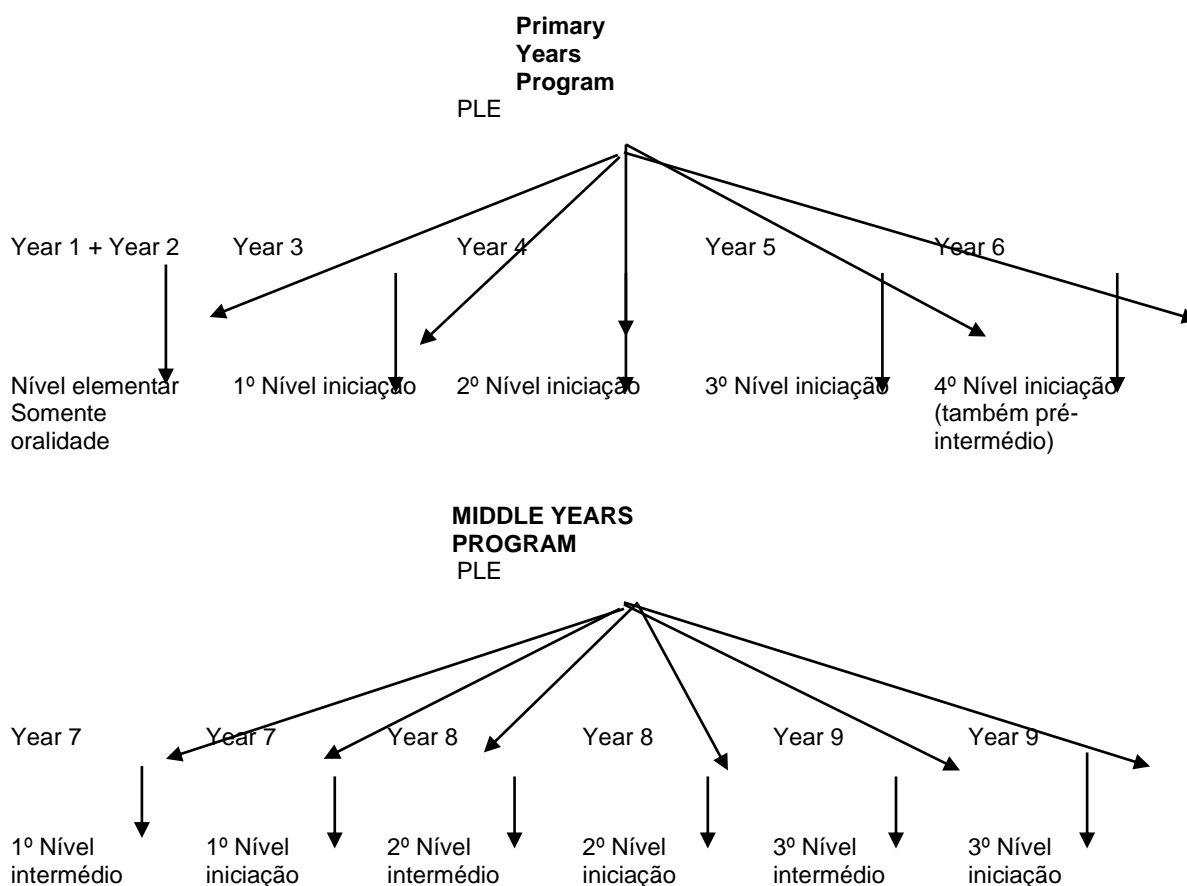 Primary
Years
Program
PLE
Year 1 + Year 2 Year 3 Year 4 Year 5 Year 6
Nível elementar 1º Nível iniciação 2º Nível iniciação 3º Nível iniciação 4º Nível iniciação
Somente (também pré-
oralidade intermédio)
MIDDLE YEARS
PROGRAM
PLE
Year 7 Year 7 Year 8 Year 8 Year 9 Year 9
1º Nível 1º Nível 2º Nível 2º Nível 3º Nível 3º Nível
intermédio iniciação intermédio iniciação intermédio iniciação